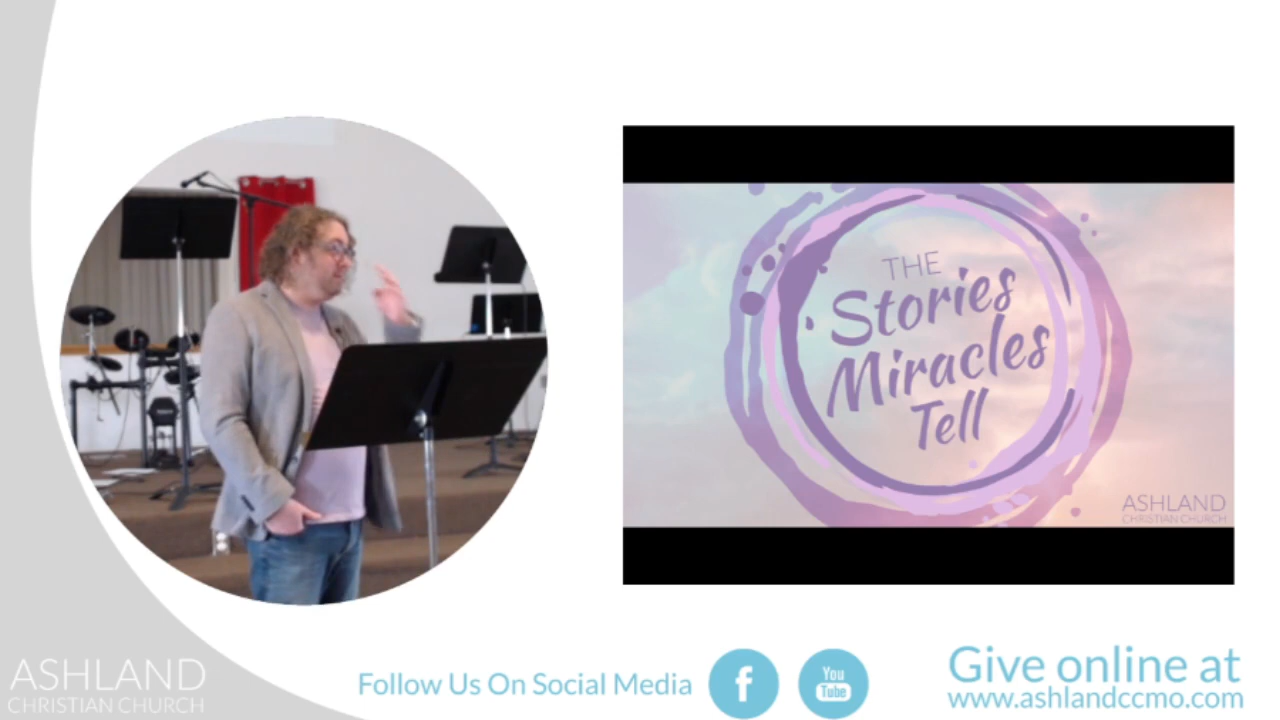 THE
Stories
Miracles
Tell
ASHLAND
CHRISTIAN CHURCH
ASHLAND
CHRISTIAN CHURCH
Follow Us On Social Media
f
You
Tube
Give online at
www.ashlandccmo.com